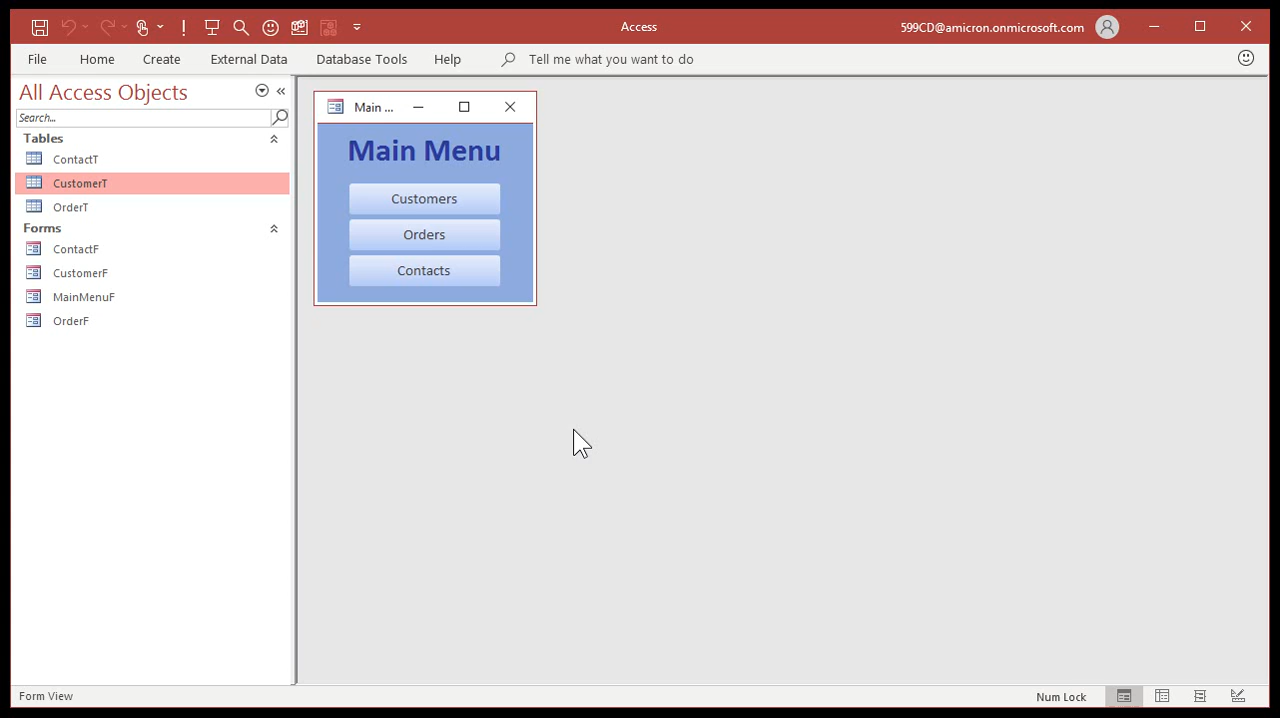 Access
599CD@amicron.onmicrosoft.com
File Home Create External Data Database Tools Help Tell me what you want to do
All Access Objects
Search...
Tables
ContactT
CustomerT
OrderT
Forms
ContactF
CustomerF
MainMenuF
OrderF
Main ...
Main Menu
Customers
Orders
Contacts
Form View
Num Lock